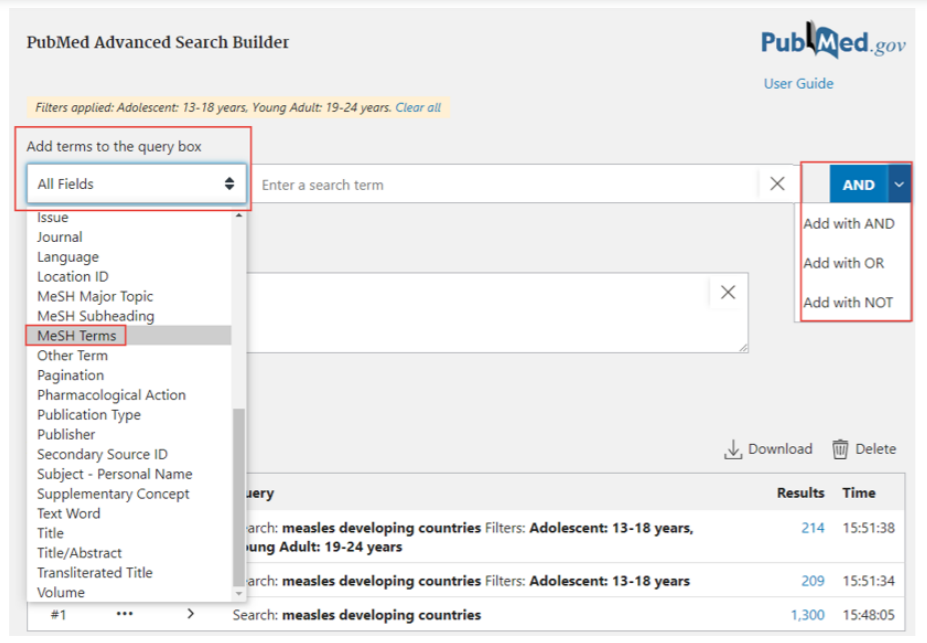 PubMed Advanced Search Builder
PubMed.gov
User Guide
Filters applied: Adolescent: 13-18 years, Young Adult: 19-24 years. Clear all
Add terms to the query box
All Fields
Enter a search term
AND
Add with AND
Add with OR
Add with NOT
Issue
Journal
Language
Location ID
MeSH Major Topic
MeSH Subheading
MeSH Terms
Other Term
Pagination
Pharmacological Action
Publication Type
Publisher
Secondary Source ID
Subject - Personal Name
Supplementary Concept
Text Word
Title
Title/Abstract
Transliterated Title
Volume
Download
Delete
uery
Results
Time
earch: measles developing countries Filters: Adolescent: 13-18 years,
oung Adult: 19-24 years
214
15:51:38
earch: measles developing countries Filters: Adolescent: 13-18 years
209
15:51:34
#1
Search: measles developing countries
1,300
15:48:05